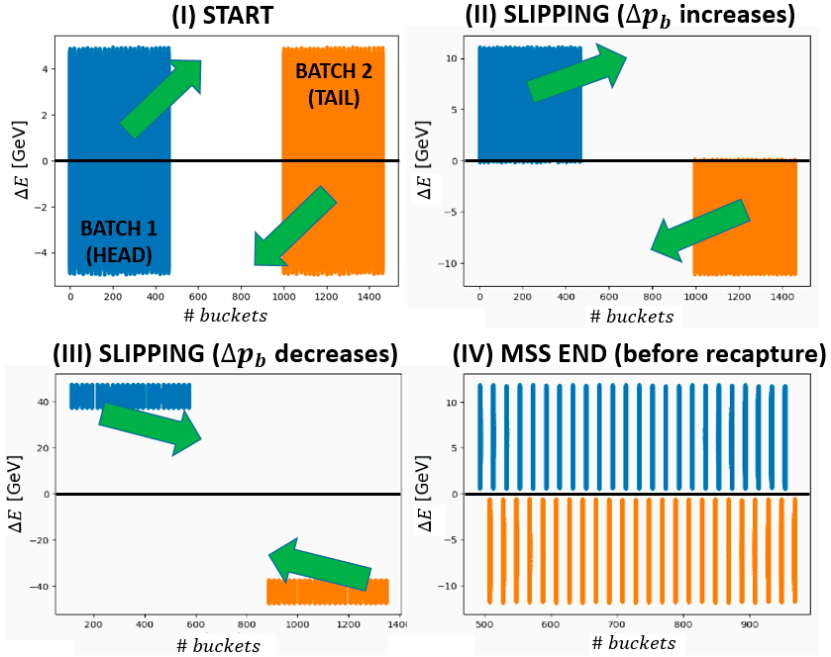 (I) START
4
2
0
−2
−4
ΔE [GeV]
BATCH 1
(HEAD)
BATCH 2
(TAIL)
0 200 400 600 800 1000 1200 1400
# buckets
(II) SLIPPING (Δp_b increases)
10
5
0
−5
−10
ΔE [GeV]
0 200 400 600 800 1000 1200 1400
# buckets
(III) SLIPPING (Δp_b decreases)
40
20
0
−20
−40
ΔE [GeV]
200 400 600 800 1000 1200 1400
# buckets
(IV) MSS END (before recapture)
10
5
0
−5
−10
ΔE [GeV]
500 600 700 800 900
# buckets